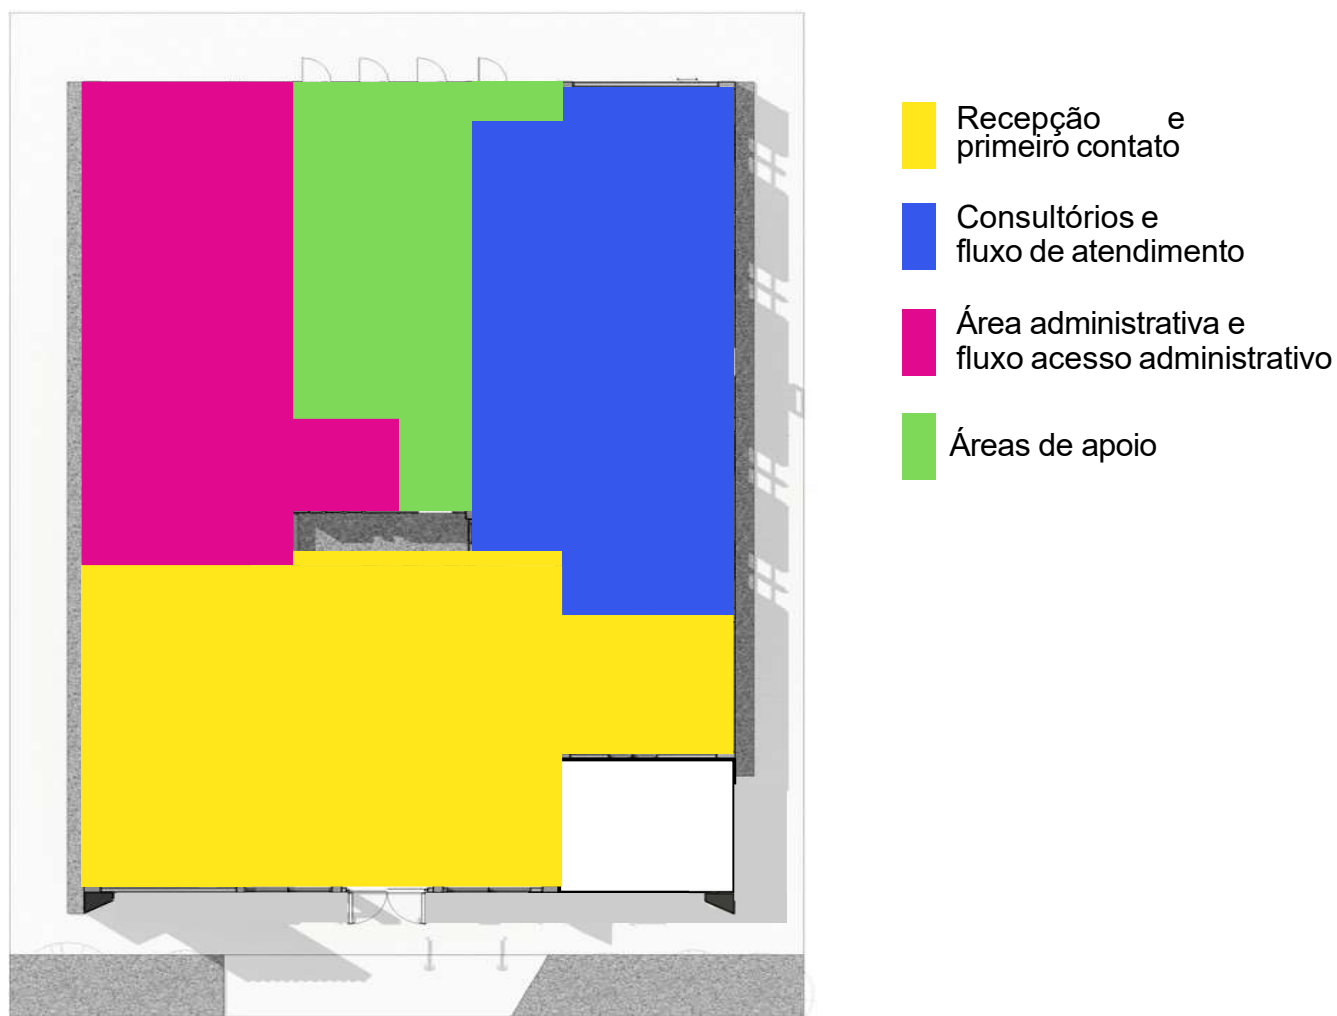 Recepção e
primeiro contato
Consultórios e
fluxo de atendimento
Área administrativa e
fluxo acesso administrativo
Áreas de apoio